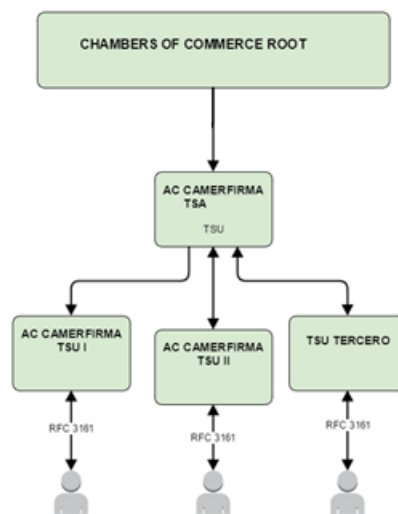 CHAMBERS OF COMMERCE ROOT
AC CAMERFIRMA
TSA
TSU
AC CAMERFIRMA
TSU I
AC CAMERFIRMA
TSU II
TSU TERCERO
RFC 3161
RFC 3161
RFC 3161